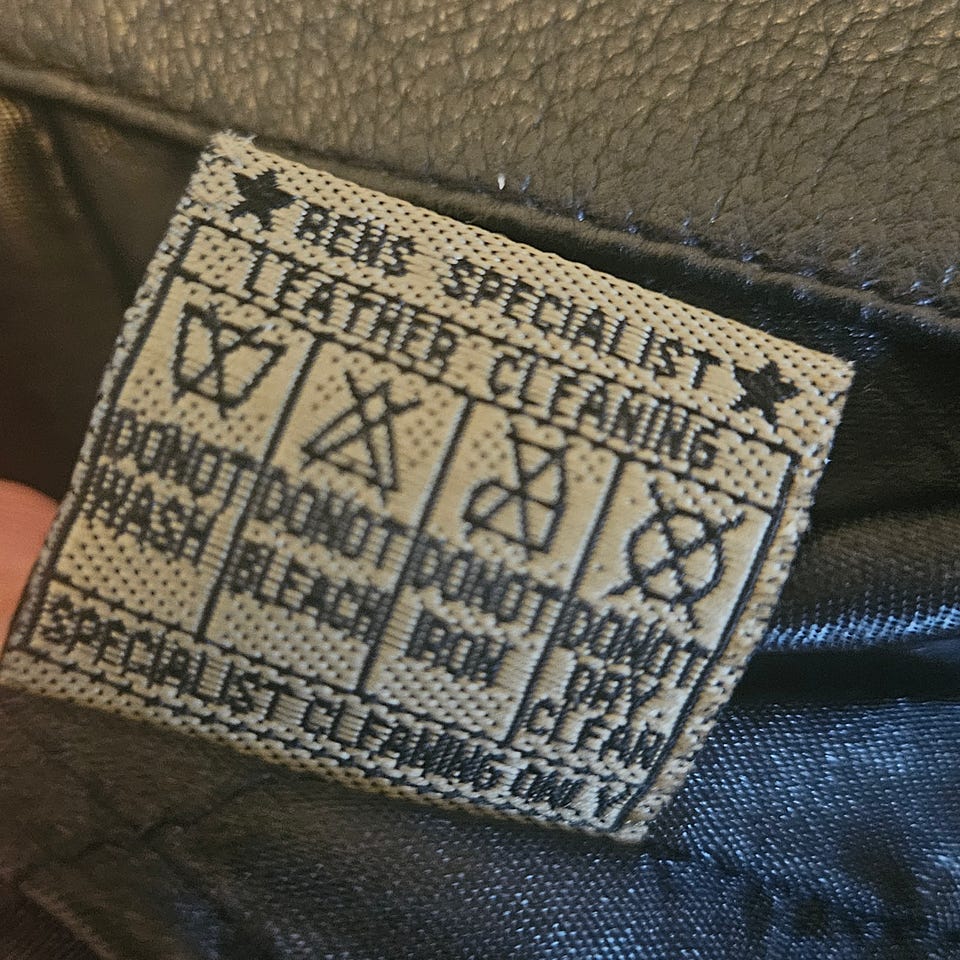 ★ REHS SPECIALIST ★
LEATHER CLEANING
DO NOT WASH
DO NOT BLEACH
DO NOT IRON
DO NOT DRY CLEAN
SPECIALIST CLEANING ONLY